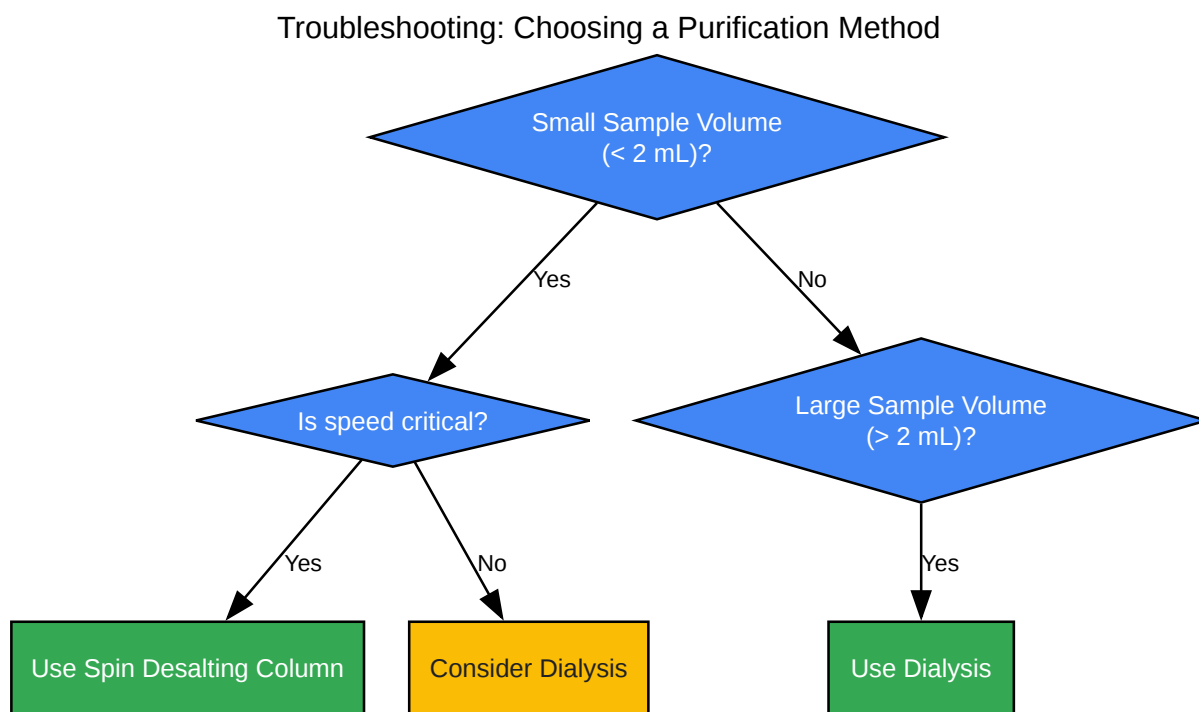 Troubleshooting: Choosing a Purification Method
Small Sample Volume
(< 2 mL)?
Yes
No
Is speed critical?
Large Sample Volume
(> 2 mL)?
Yes
No
Yes
Use Spin Desalting Column
Consider Dialysis
Use Dialysis